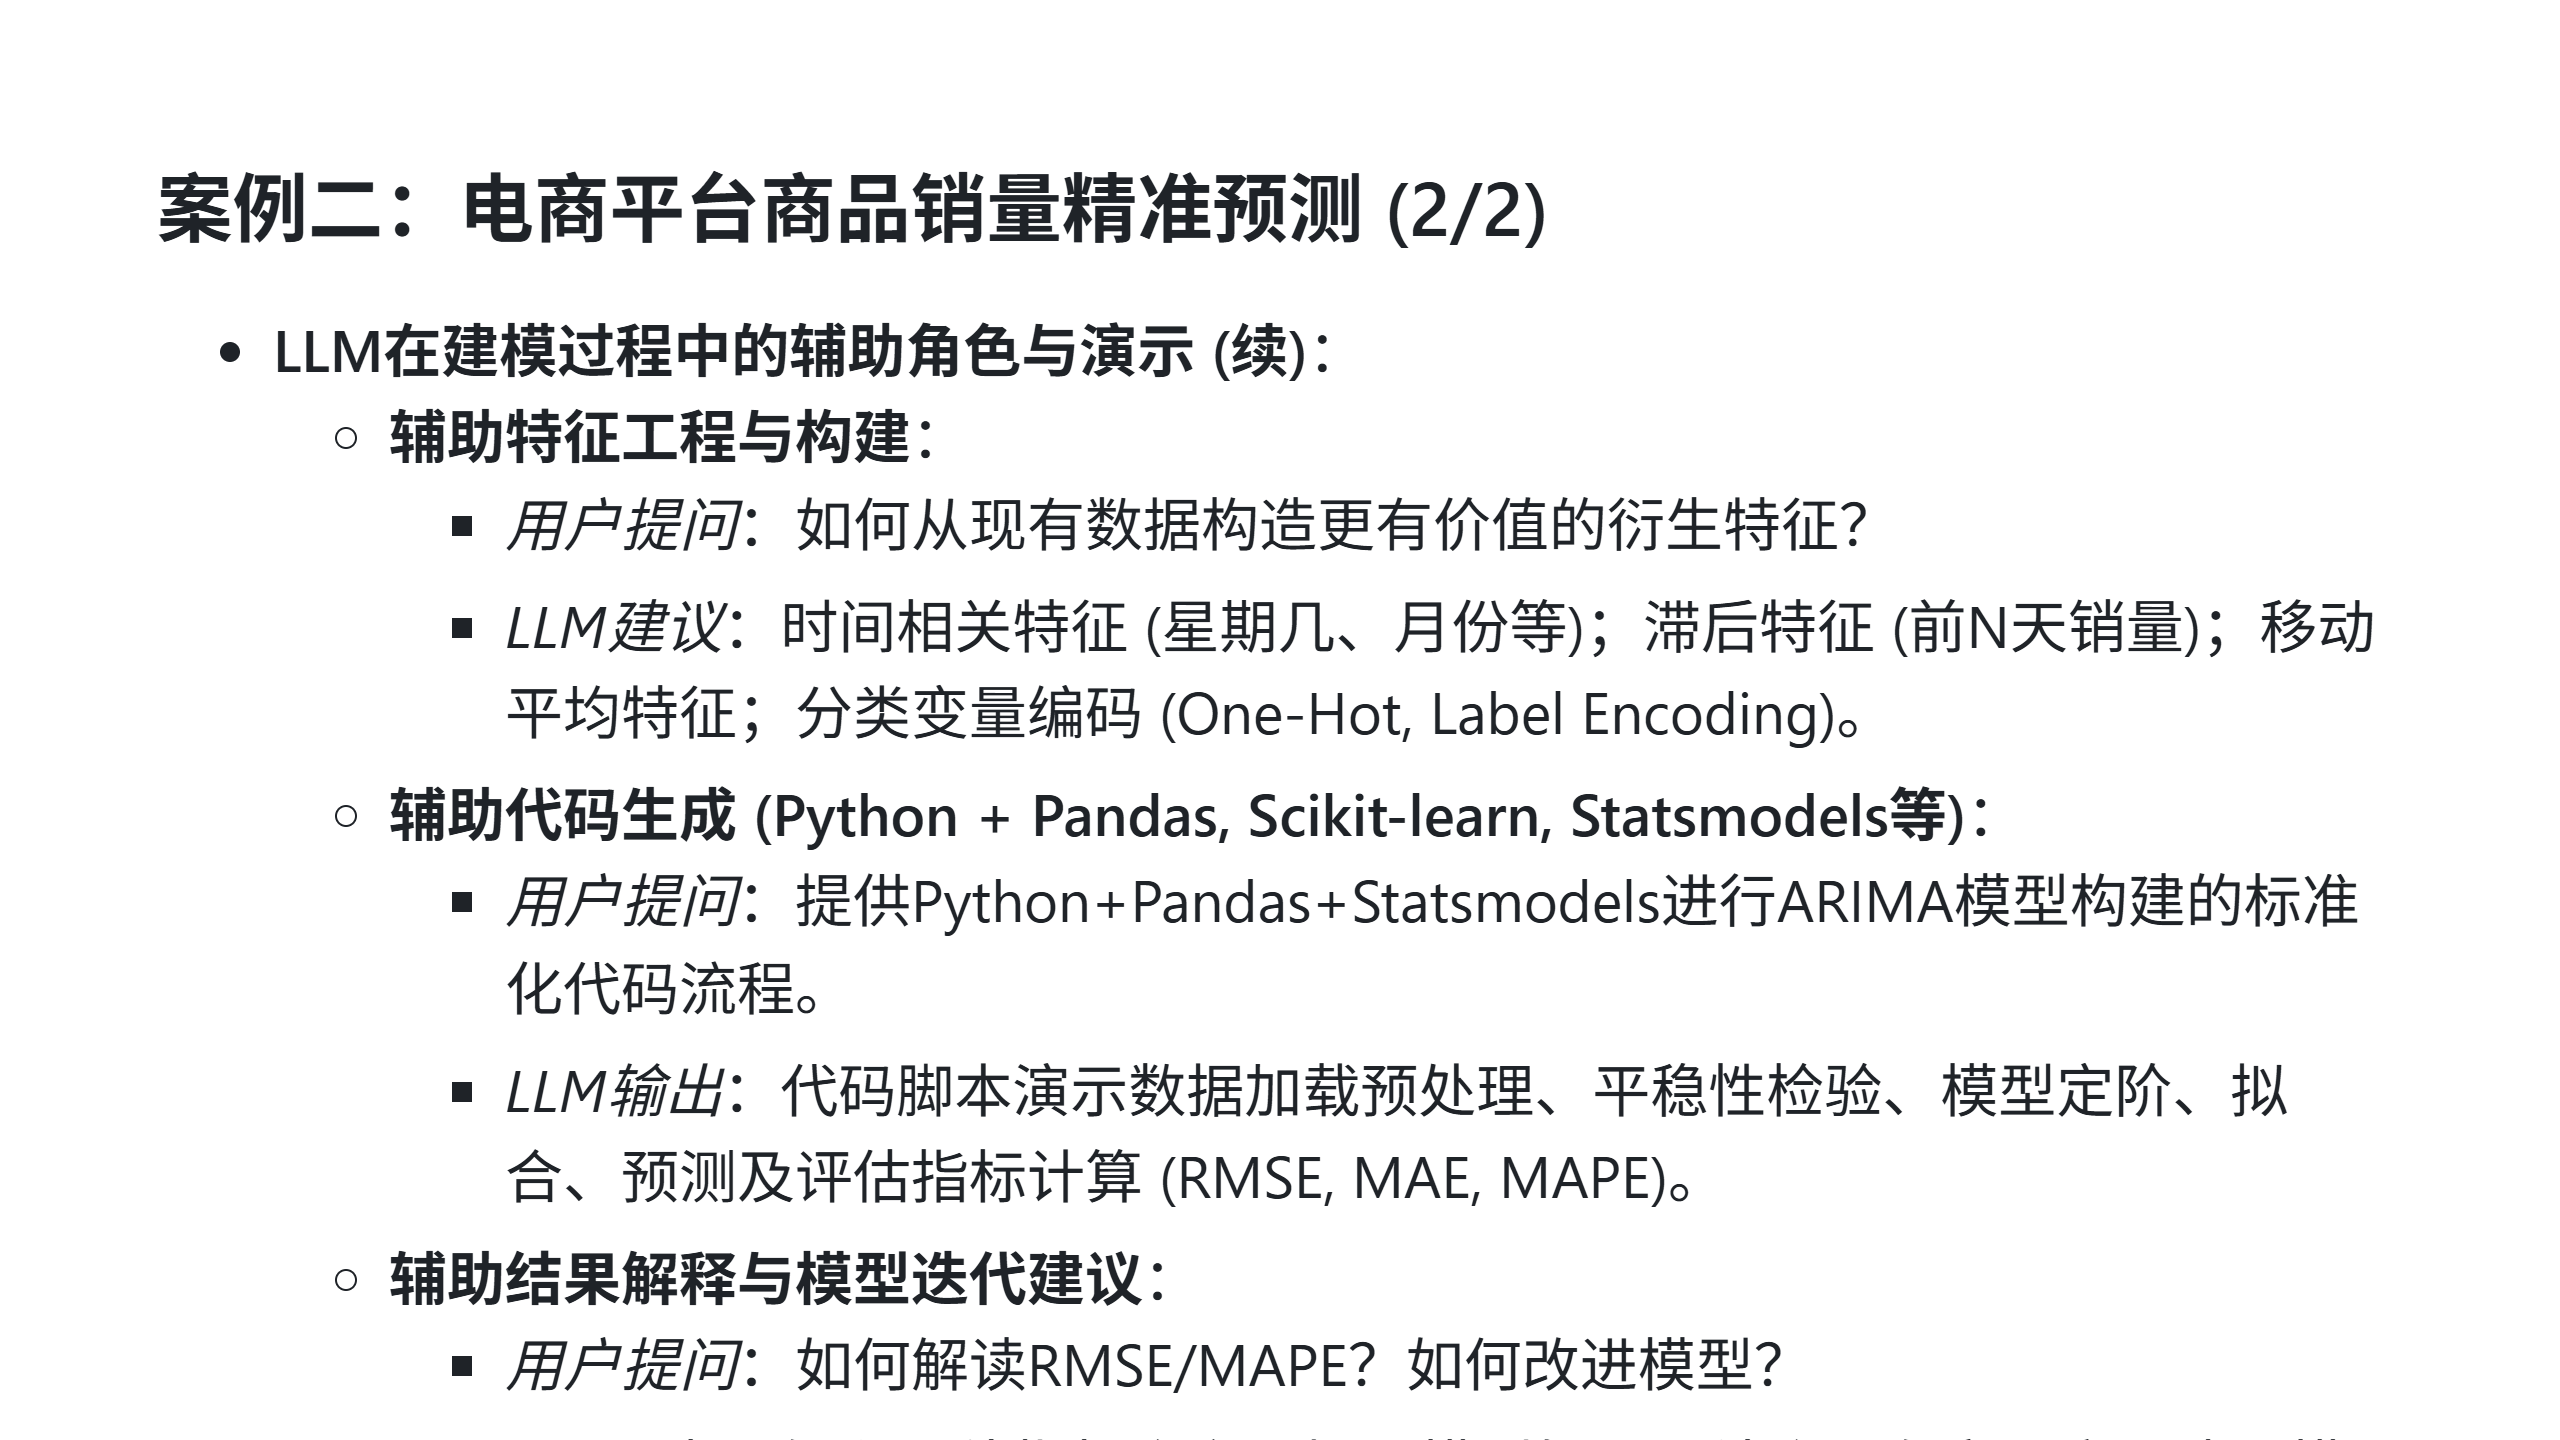 案例二：电商平台商品销量精准预测 (2/2)
LLM在建模过程中的辅助角色与演示 (续)：
辅助特征工程与构建：
用户提问：如何从现有数据构造更有价值的衍生特征？
LLM建议：时间相关特征 (星期几、月份等)；滞后特征 (前N天销量)；移动
平均特征；分类变量编码 (One-Hot, Label Encoding)。
辅助代码生成 (Python + Pandas, Scikit-learn, Statsmodels等)：
用户提问：提供Python+Pandas+Statsmodels进行ARIMA模型构建的标准
化代码流程。
LLM输出：代码脚本演示数据加载预处理、平稳性检验、模型定阶、拟
合、预测及评估指标计算 (RMSE, MAE, MAPE)。
辅助结果解释与模型迭代建议：
用户提问：如何解读RMSE/MAPE？如何改进模型？